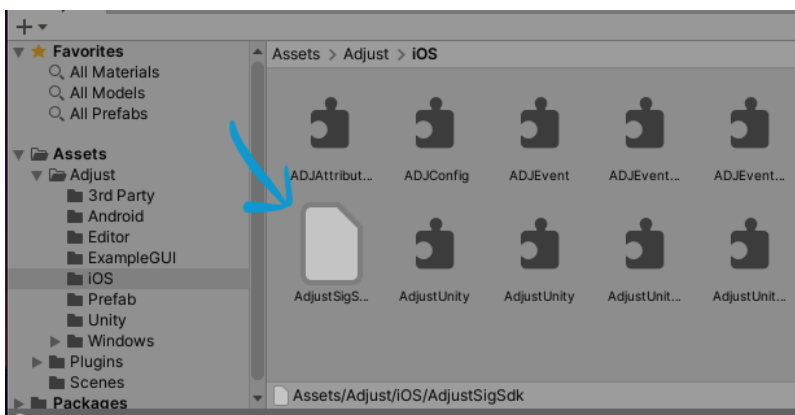 Favorites
All Materials
All Models
All Prefabs
Assets
Adjust
3rd Party
Android
Editor
ExampleGUI
iOS
Prefab
Unity
Windows
Plugins
Scenes
Packages
Assets > Adjust > iOS
ADJAttribut... ADJConfig ADJEvent ADJEvent... ADJEvent...
AdjustSigS... AdjustUnity AdjustUnity AdjustUnit... AdjustUnit...
Assets/Adjust/iOS/AdjustSigSdk